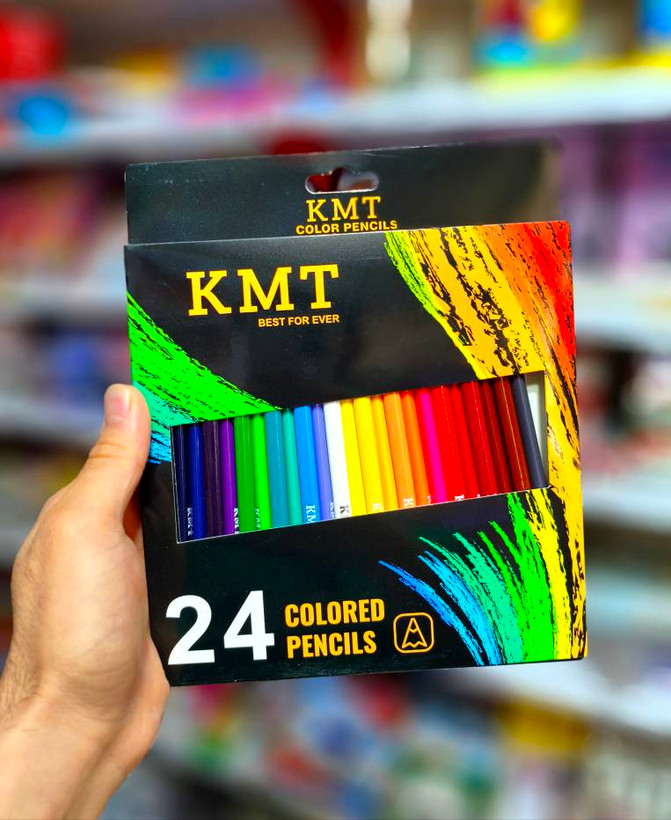 KMT
COLOR PENCILS
KMT
BEST FOR EVER
24
COLORED
PENCILS